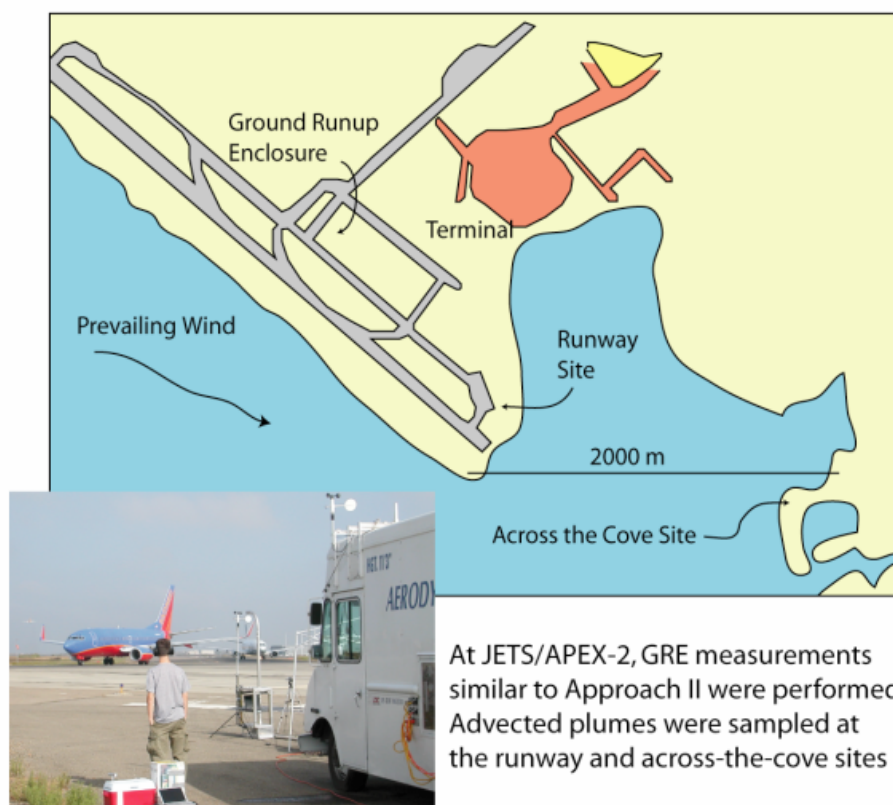 Ground Runup
Enclosure
Terminal
Prevailing Wind
Runway
Site
2000 m
Across the Cove Site
AERODY
At JETS/APEX-2, GRE measurements
similar to Approach II were performed
Advected plumes were sampled at
the runway and across-the-cove sites